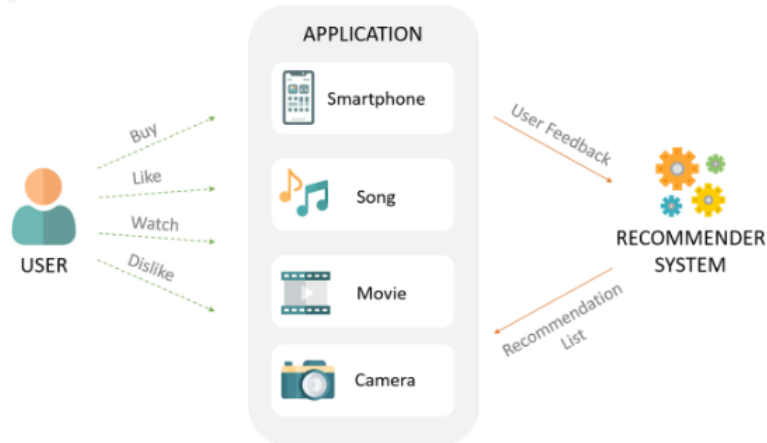 APPLICATION
Smartphone
Song
Movie
Camera
Buy
Like
Watch
Dislike
USER
User Feedback
RECOMMENDER
SYSTEM
Recommendation
List